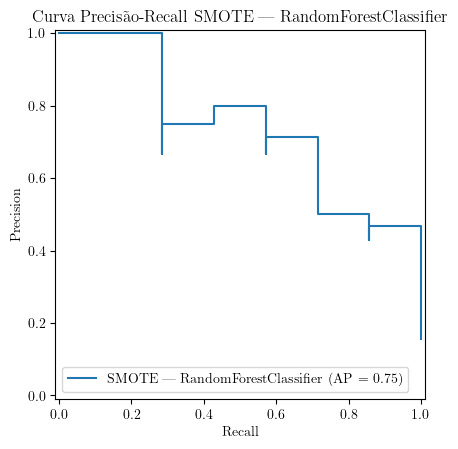 Curva Precisão-Recall SMOTE — RandomForestClassifier
1.0
0.8
0.6
0.4
0.2
0.0
Precision
SMOTE — RandomForestClassifier (AP = 0.75)
0.0 0.2 0.4 0.6 0.8 1.0
Recall